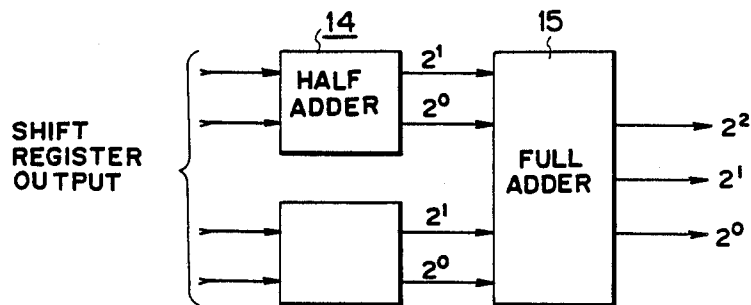 14
15
HALF
ADDER
2¹
2⁰
SHIFT
REGISTER
OUTPUT
FULL
ADDER
2²
2¹
2⁰
2¹
2⁰